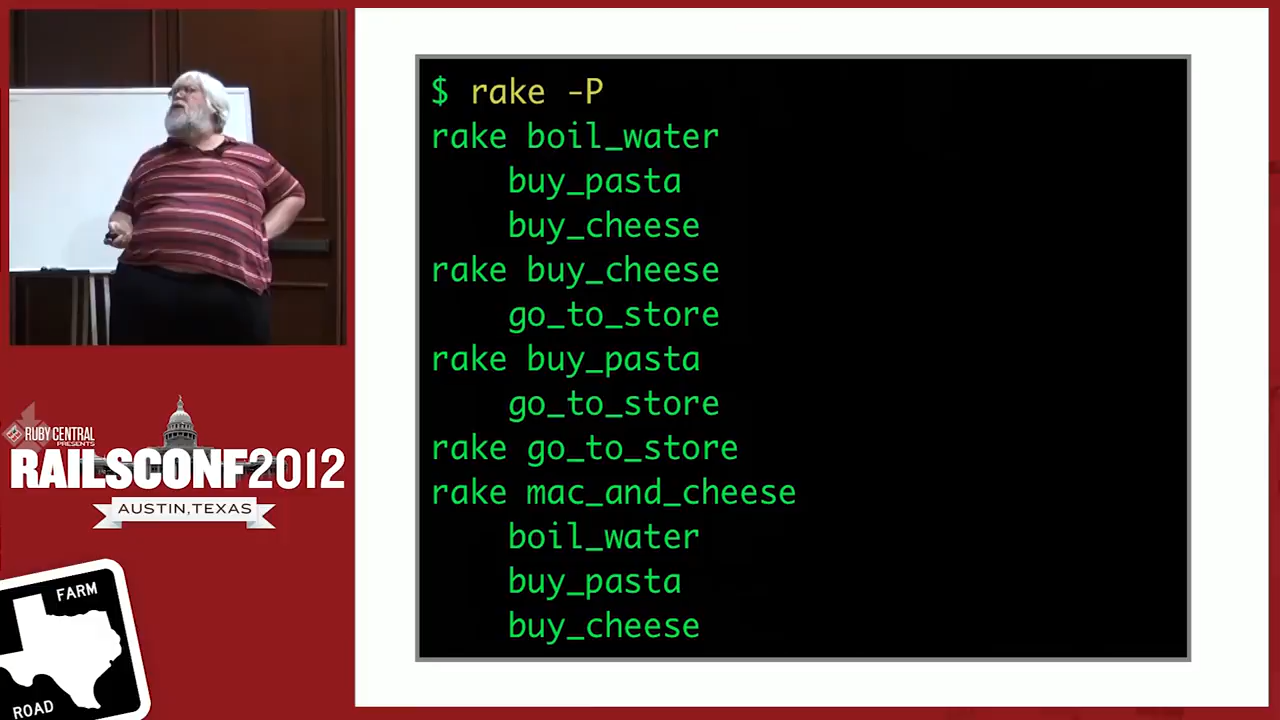 $ rake -P
rake boil_water
buy_pasta
buy_cheese
rake buy_cheese
go_to_store
rake buy_pasta
go_to_store
rake go_to_store
rake mac_and_cheese
boil_water
buy_pasta
buy_cheese
RUBY CENTRAL
PRESENTS
RAILSCONF2012
AUSTIN,TEXAS
FARM
ROAD